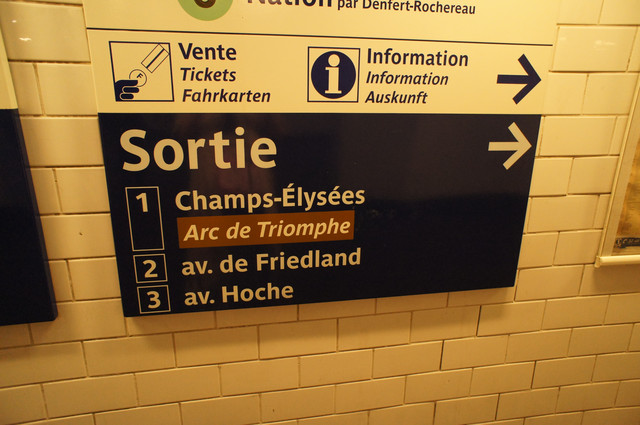 Nation par Denfert-Rochereau
Vente
Tickets
Fahrkarten
Information
Information
Auskunft
Sortie
1 Champs-Élysées
Arc de Triomphe
2 av. de Friedland
3 av. Hoche